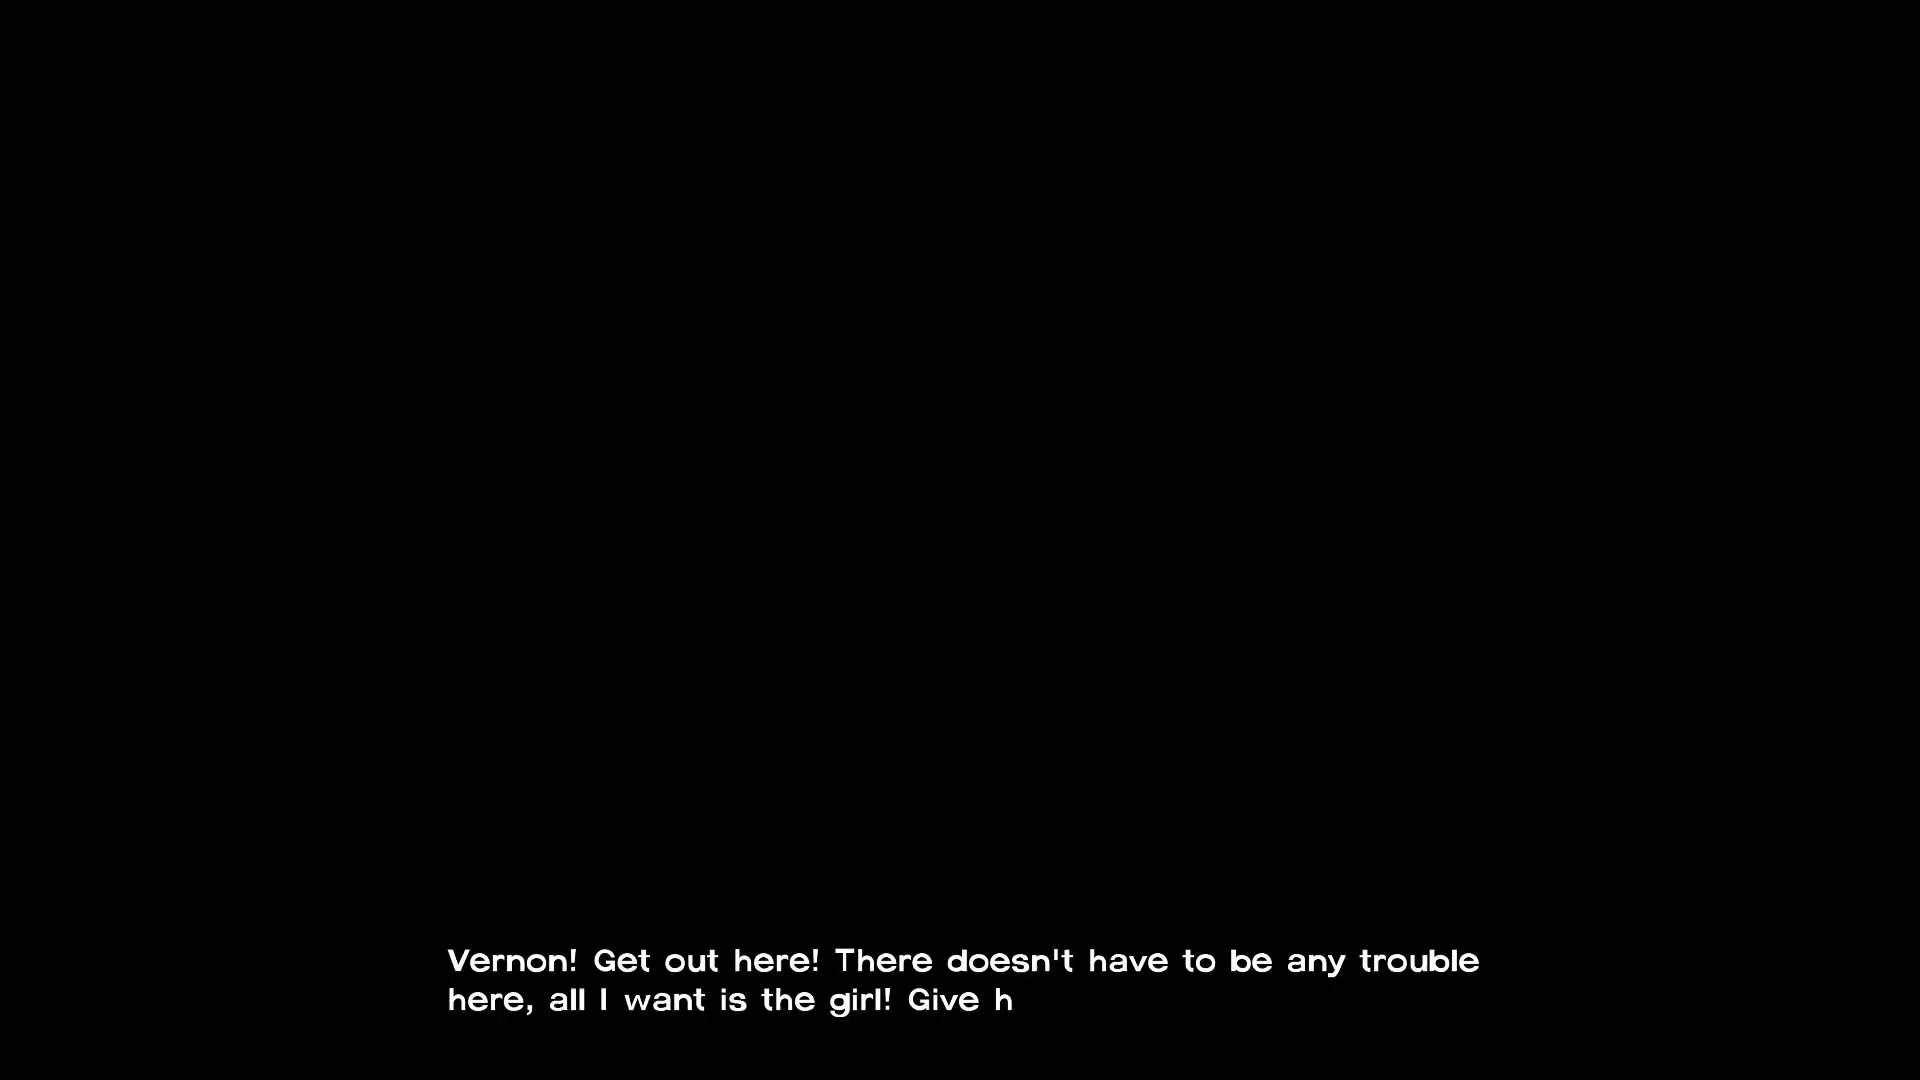 Vernon! Get out here! There doesn't have to be any trouble
here, all I want is the girl! Give h